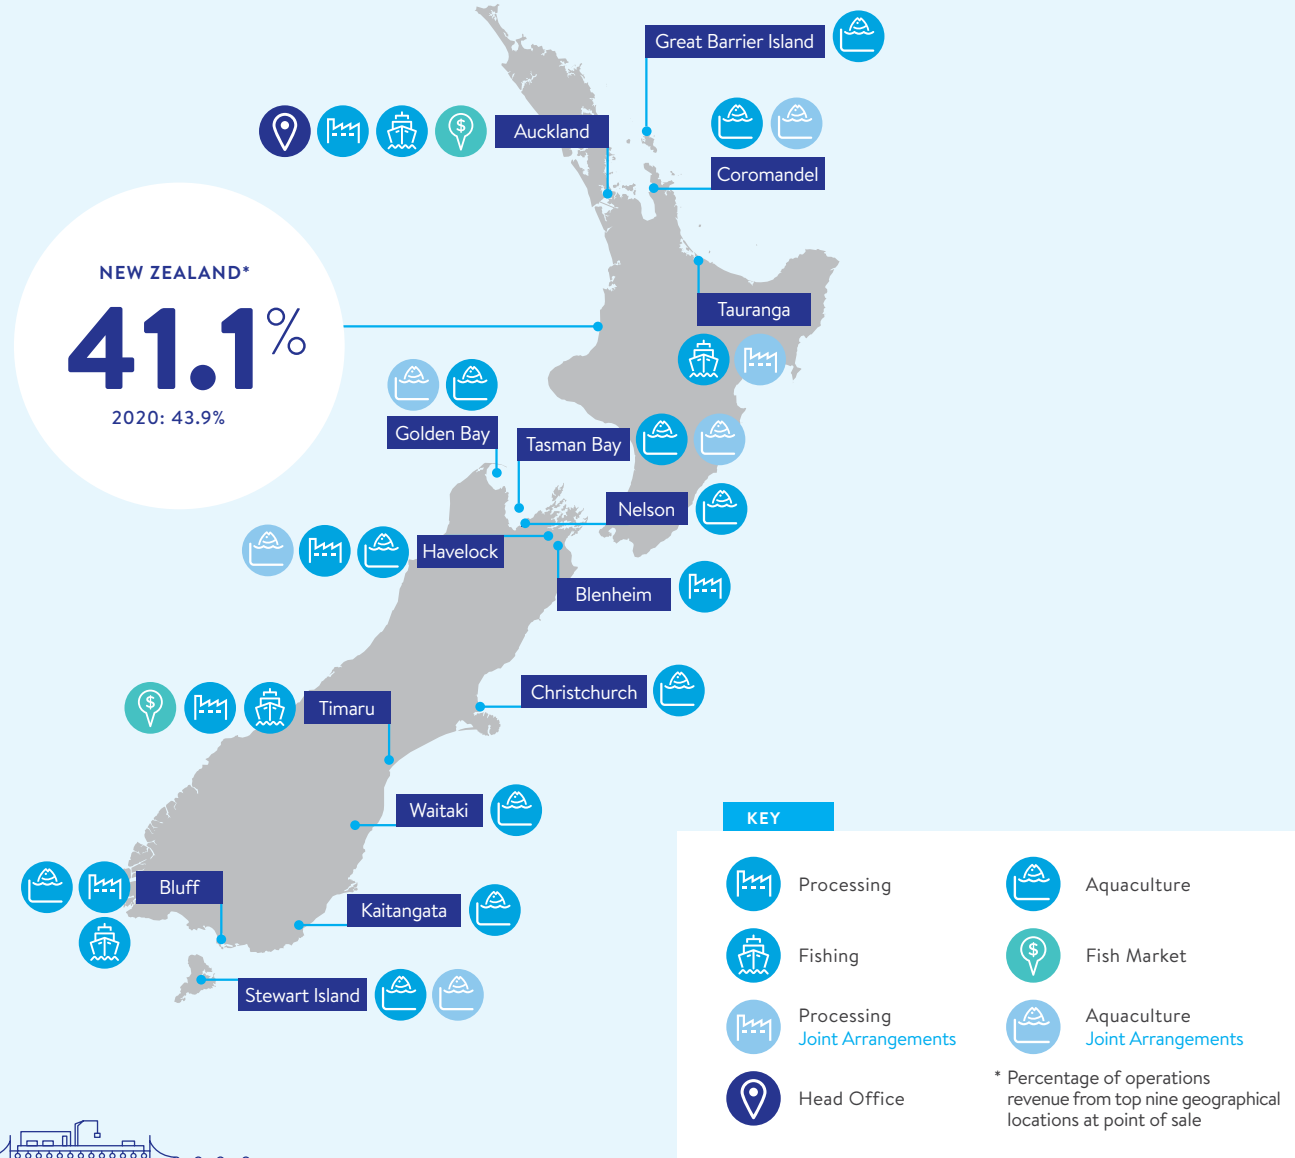 Great Barrier Island
Auckland
Coromandel
NEW ZEALAND*
41.1%
2020: 43.9%
Tauranga
Golden Bay
Tasman Bay
Nelson
Havelock
Blenheim
Christchurch
Timaru
Waitaki
Bluff
Kaitangata
Stewart Island
KEY
Processing
Aquaculture
Fishing
Fish Market
Processing
Joint Arrangements
Aquaculture
Joint Arrangements
Head Office
* Percentage of operations
revenue from top nine geographical
locations at point of sale